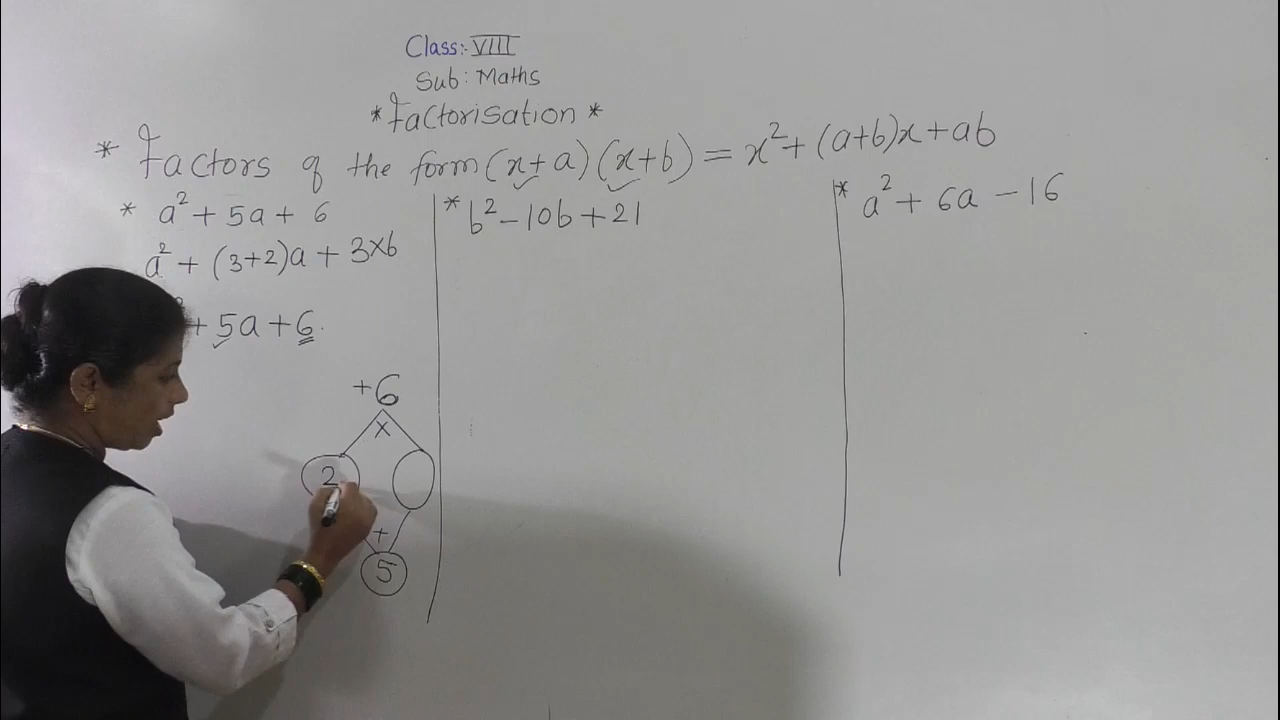 Class:- VIII
Sub: Maths
* Factorisation *
* Factors of the form (x+a) (x+b) = x² + (a+b)x + ab
* a² + 5a + 6
a² + (3+2)a + 3×b
+ 5a + 6.
+6
×
2
+
5
* b² - 10b + 21
* a² + 6a - 16